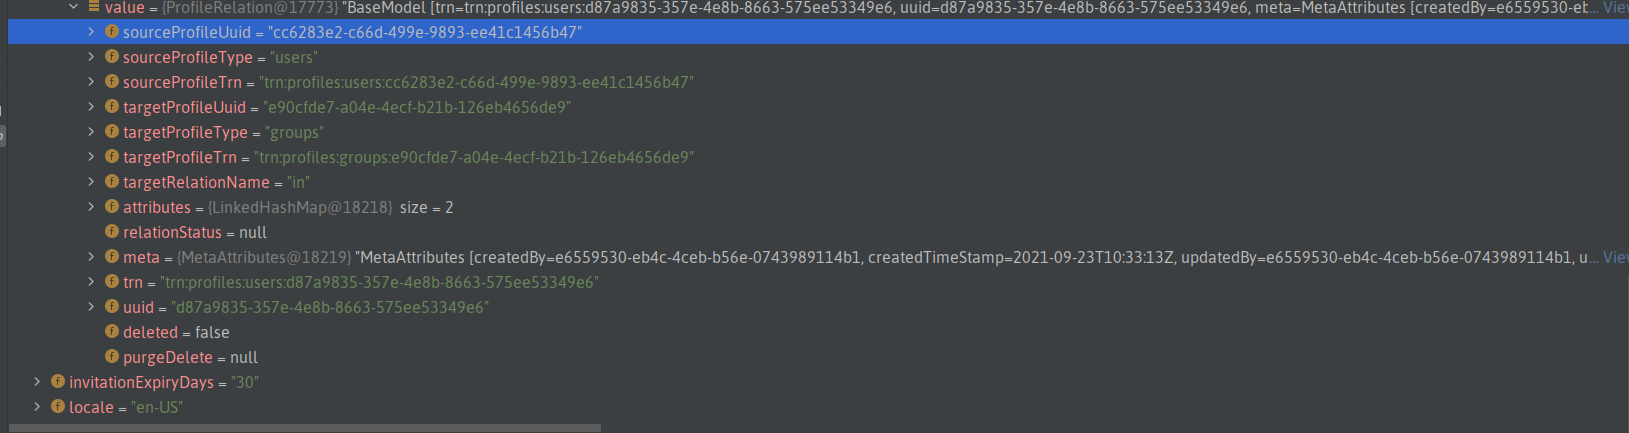 value = {ProfileRelation@17773} "BaseModel [trn=trn:profiles:users:d87a9835-357e-4e8b-8663-575ee53349e6, uuid=d87a9835-357e-4e8b-8663-575ee53349e6, meta=MetaAttributes [createdBy=e6559530-eb... View
sourceProfileUuid = "cc6283e2-c66d-499e-9893-ee41c1456b47"
sourceProfileType = "users"
sourceProfileTrn = "trn:profiles:users:cc6283e2-c66d-499e-9893-ee41c1456b47"
targetProfileUuid = "e90cfde7-a04e-4ecf-b21b-126eb4656de9"
targetProfileType = "groups"
targetProfileTrn = "trn:profiles:groups:e90cfde7-a04e-4ecf-b21b-126eb4656de9"
targetRelationName = "in"
attributes = {LinkedHashMap@18218} size = 2
relationStatus = null
meta = {MetaAttributes@18219} "MetaAttributes [createdBy=e6559530-eb4c-4ceb-b56e-0743989114b1, createdTimeStamp=2021-09-23T10:33:13Z, updatedBy=e6559530-eb4c-4ceb-b56e-0743989114b1, u... View
trn = "trn:profiles:users:d87a9835-357e-4e8b-8663-575ee53349e6"
uuid = "d87a9835-357e-4e8b-8663-575ee53349e6"
deleted = false
purgeDelete = null
invitationExpiryDays = "30"
locale = "en-US"